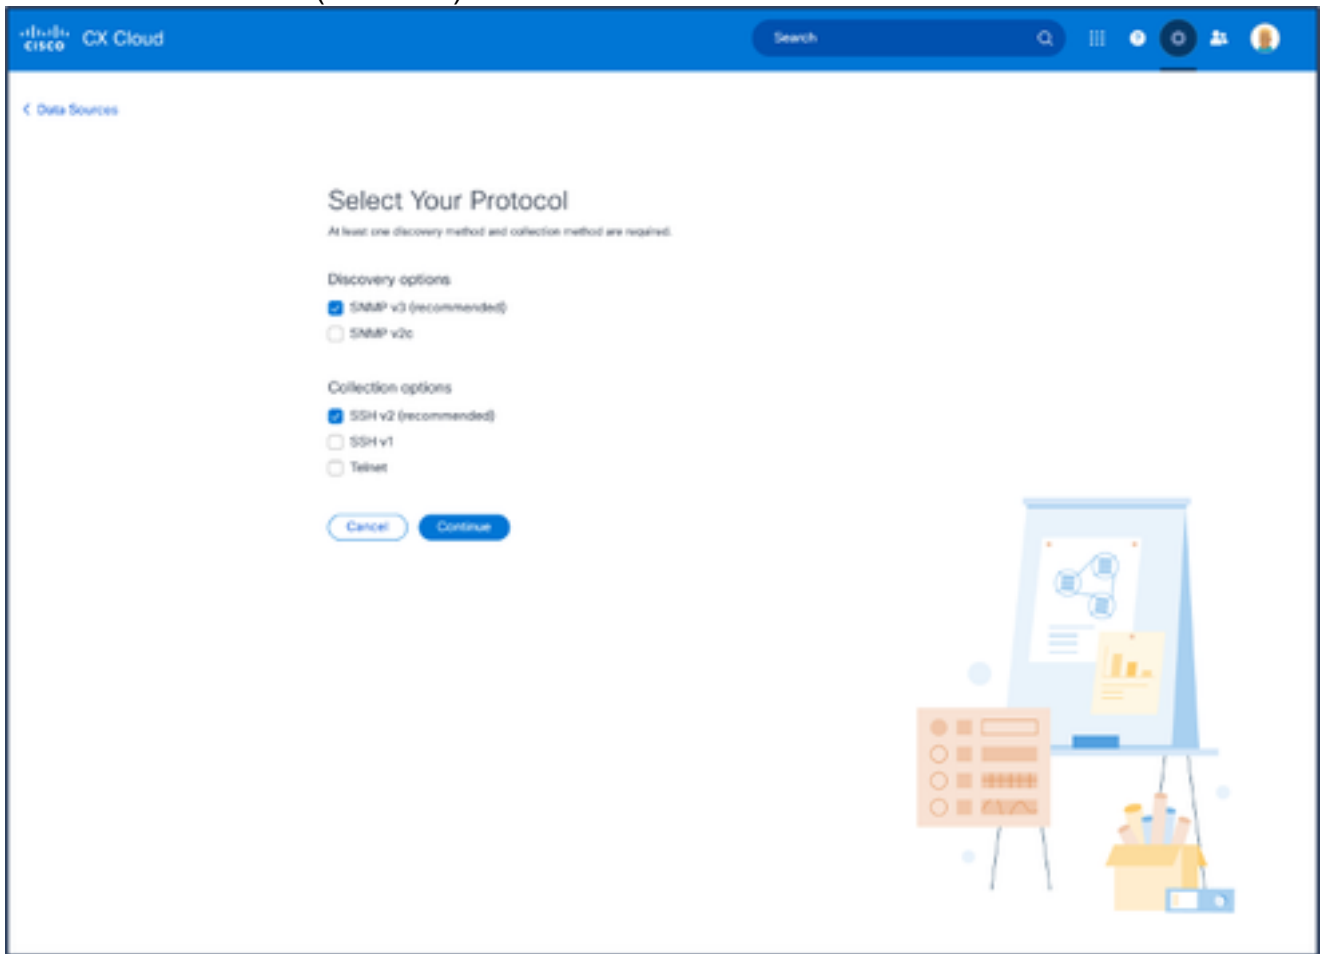 CISCO CX Cloud
Search
Data Sources
Select Your Protocol
At least one discovery method and collection method are required.
Discovery options
SNMP v3 (recommended)
SNMP v2c
Collection options
SSH v2 (recommended)
SSH v1
Telnet
Cancel Continue